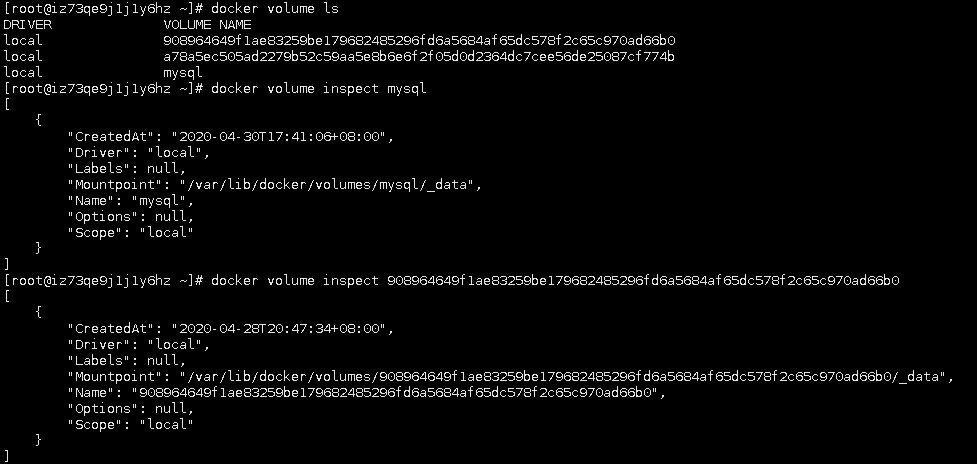 [root@iz73qe9j1j1y6hz ~]# docker volume ls
DRIVER              VOLUME NAME
local               908964649f1ae83259be179682485296fd6a5684af65dc578f2c65c970ad66b0
local               a78a5ec505ad2279b52c59aa5e8b6e6f2f05d0d2364dc7cee56de25087cf774b
local               mysql
[root@iz73qe9j1j1y6hz ~]# docker volume inspect mysql
[
    {
        "CreatedAt": "2020-04-30T17:41:06+08:00",
        "Driver": "local",
        "Labels": null,
        "Mountpoint": "/var/lib/docker/volumes/mysql/_data",
        "Name": "mysql",
        "Options": null,
        "Scope": "local"
    }
]
[root@iz73qe9j1j1y6hz ~]# docker volume inspect 908964649f1ae83259be179682485296fd6a5684af65dc578f2c65c970ad66b0
[
    {
        "CreatedAt": "2020-04-28T20:47:34+08:00",
        "Driver": "local",
        "Labels": null,
        "Mountpoint": "/var/lib/docker/volumes/908964649f1ae83259be179682485296fd6a5684af65dc578f2c65c970ad66b0/_data",
        "Name": "908964649f1ae83259be179682485296fd6a5684af65dc578f2c65c970ad66b0",
        "Options": null,
        "Scope": "local"
    }
]